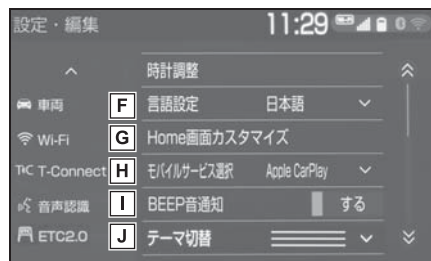 設定・編集 11:29
時計調整
車両 F 言語設定 日本語
Wi-Fi G Home画面カスタマイズ
TC T-Connect H モバイルサービス選択 Apple CarPlay
音声認識 I BEEP音通知 する
ETC2.0 J テーマ切替